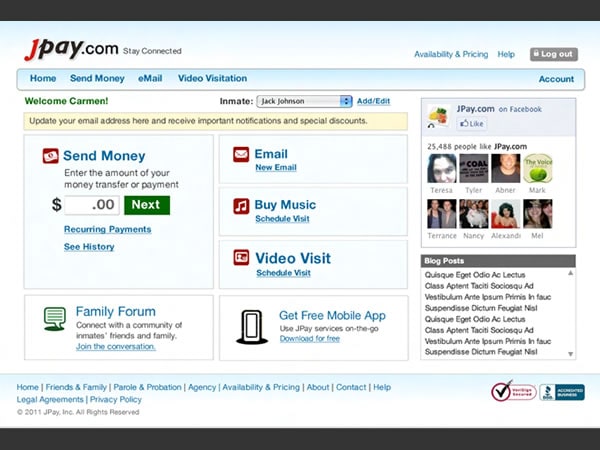 Jpay.com Stay Connected
Availability & Pricing Help Log out
Home Send Money eMail Video Visitation Account
Welcome Carmen! Inmate: Jack Johnson Add/Edit
Update your email address here and receive important notifications and special discounts.
Send Money
Enter the amount of your
money transfer or payment
$ .00 Next
Recurring Payments
See History
Email
New Email
Buy Music
Schedule Visit
Video Visit
Schedule Visit
Family Forum
Connect with a community of
inmates' friends and family.
Join the conversation.
Get Free Mobile App
Use JPay services on-the-go
Download for free
JPay.com on Facebook
Like
25,488 people like JPay.com
COAL
The Voice
Teresa Tyler Abner Mark
Terrance Nancy Alexandi Mel
Blog Posts
Quisque Eget Odio Ac Lectus
Class Aptent Taciti Sociosqu Ad
Vestibulum Ante Ipsum Primis In fauc
Suspendisse Dictum Feugiat Nisl
Quisque Eget Odio Ac Lectus
Class Aptent Taciti Sociosqu Ad
Vestibulum Ante Ipsum Primis In fauc
Suspendisse Dictum Feugiat Nisl
Home | Friends & Family | Parole & Probation | Agency | Availability & Pricing | About | Contact | Help
Legal Agreements | Privacy Policy
© 2011 JPay, Inc. All Rights Reserved
VeriSign
Secured
BBB
ACCREDITED
BUSINESS